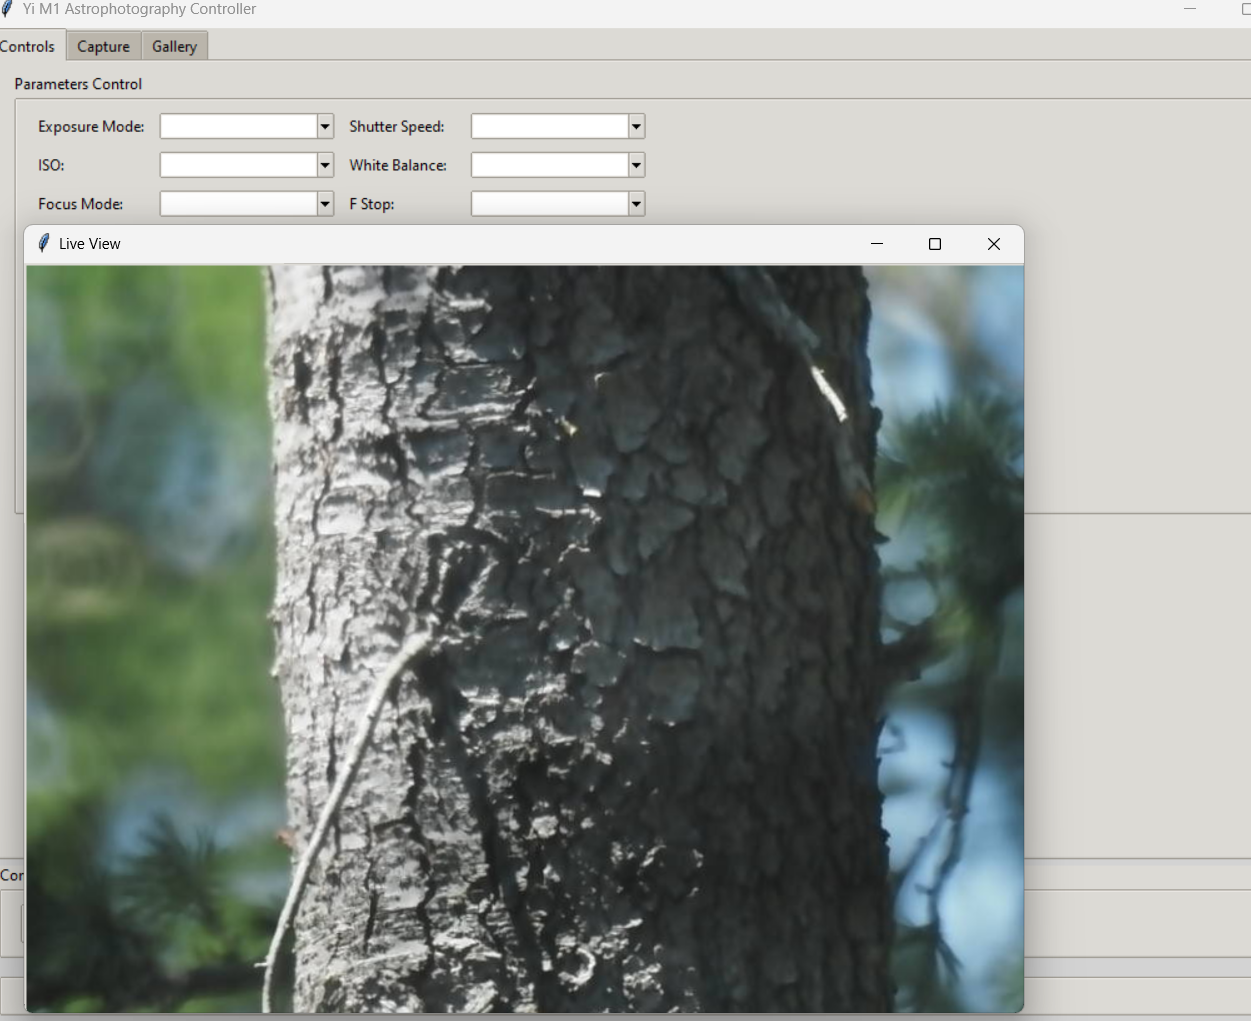 Yi M1 Astrophotography Controller
Controls Capture Gallery
Parameters Control
Exposure Mode: Shutter Speed:
ISO: White Balance:
Focus Mode: F Stop:
Live View